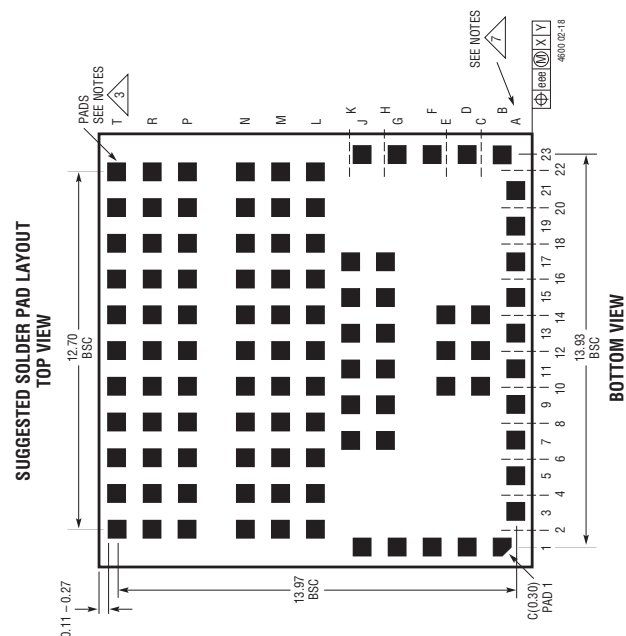 SUGGESTED SOLDER PAD LAYOUT
TOP VIEW
12.70
BSC
PADS
SEE NOTES
3
T
R
P
N
M
L
K
J
H
G
F
E
D
C
B
A
SEE NOTES
7
eee M X Y
4600 02-18
0.11 – 0.27
13.97
BSC
C(0.30)
PAD 1
1
2
3
4
5
6
7
8
9
10
11
12
13
14
15
16
17
18
19
20
21
22
23
13.93
BSC
BOTTOM VIEW